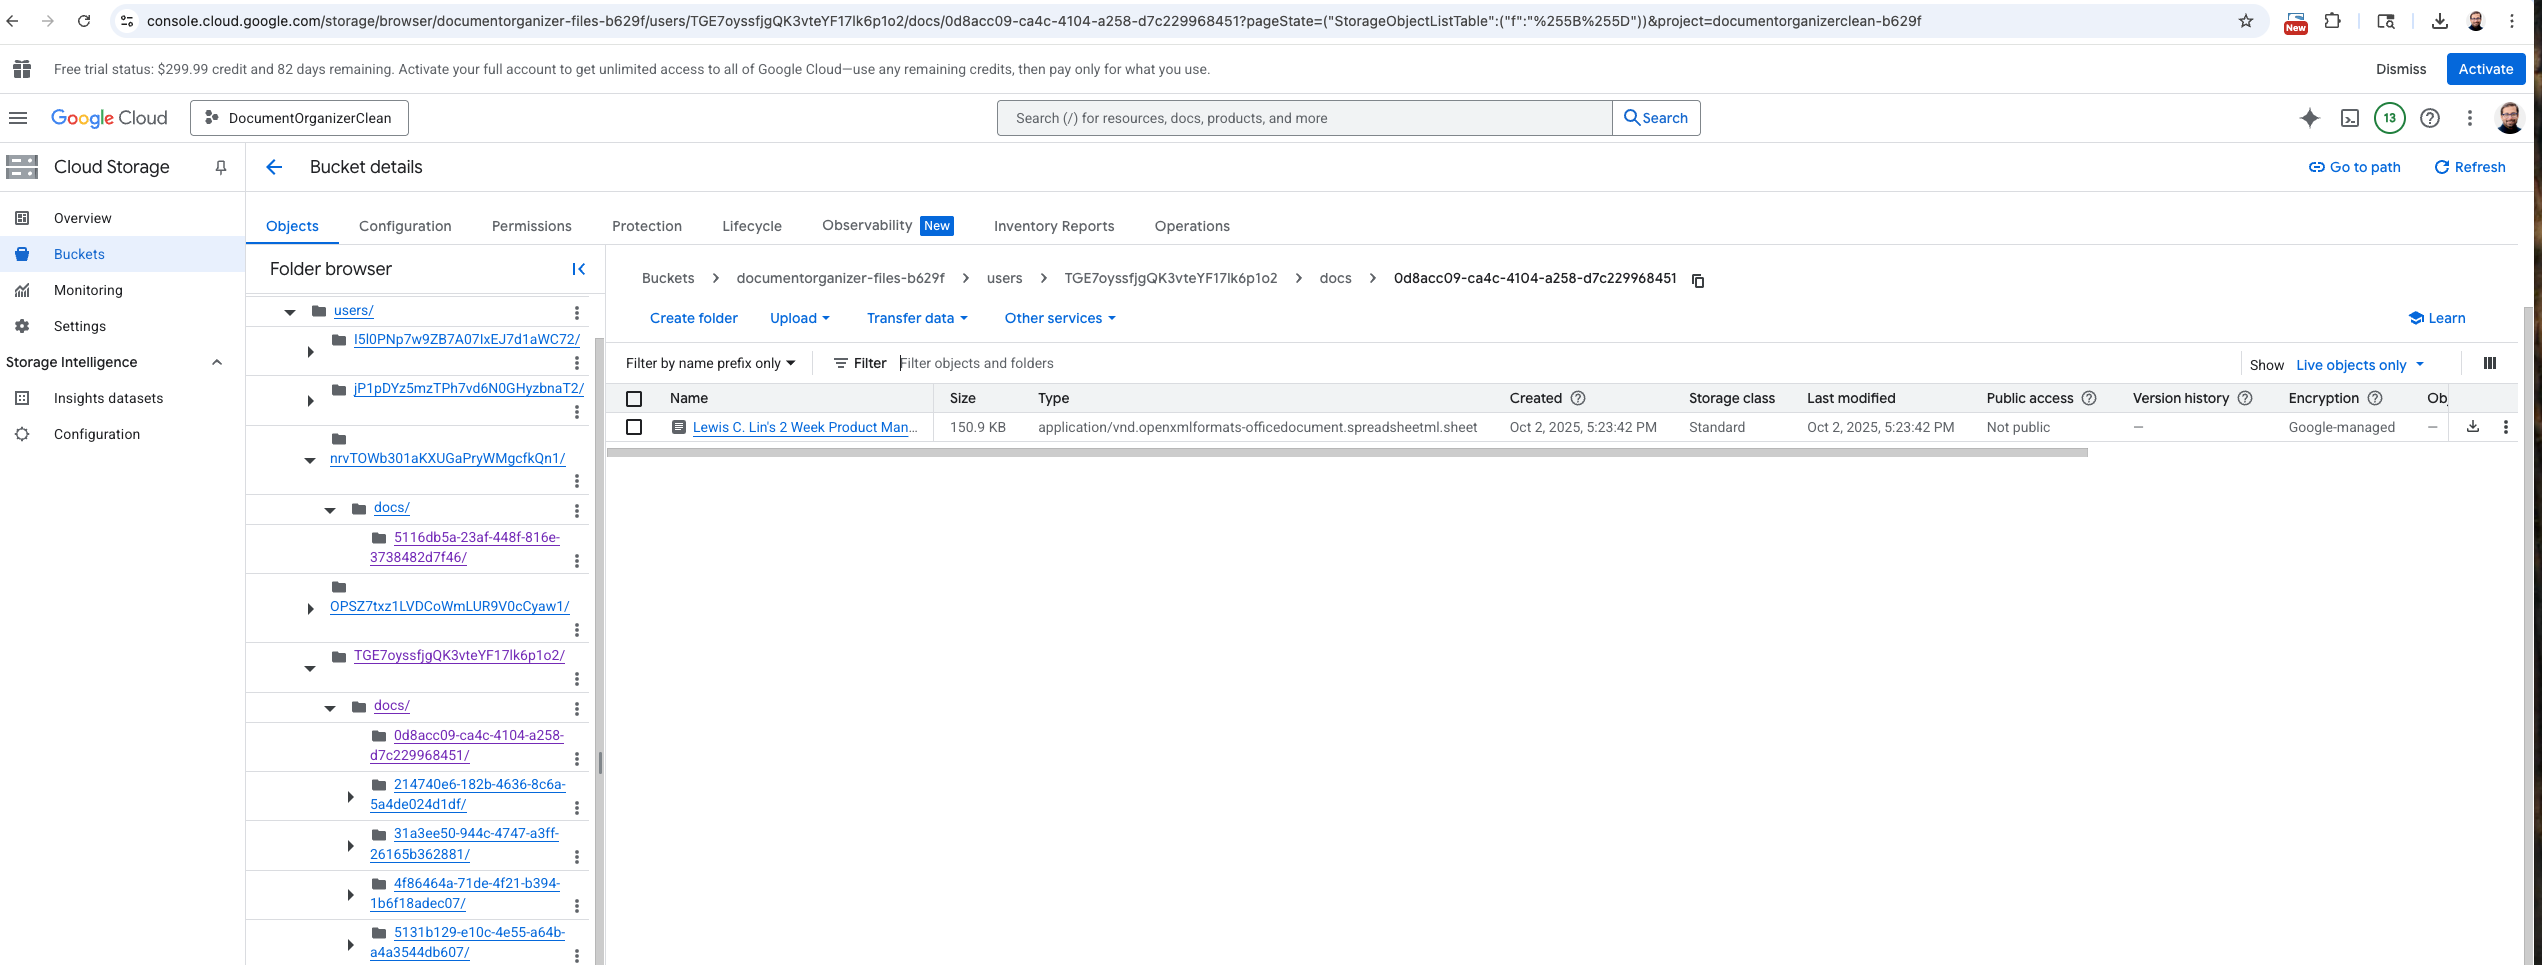 console.cloud.google.com/storage/browser/documentorganizer-files-b629f/users/TGE7oyssfjgQK3vteYF17lk6p1o2/docs/0d8acc09-ca4c-4104-a258-d7c229968451?pageState=("StorageObjectListTable":("f":"%255B%255D"))&project=documentorganizerclean-b629f
New
Free trial status: $299.99 credit and 82 days remaining. Activate your full account to get unlimited access to all of Google Cloud—use any remaining credits, then pay only for what you use.
Dismiss
Activate
Google Cloud
DocumentOrganizerClean
Search (/) for resources, docs, products, and more
Search
13
Cloud Storage
Bucket details
Go to path
Refresh
Overview
Buckets
Monitoring
Settings
Storage Intelligence
Insights datasets
Configuration
Objects Configuration Permissions Protection Lifecycle Observability New Inventory Reports Operations
Folder browser
users/
I5l0PNp7w9ZB7A07IxEJ7d1aWC72/
jP1pDYz5mzTPh7vd6N0GHyzbnaT2/
nrvTOWb301aKXUGaPryWMgcfkQn1/
docs/
5116db5a-23af-448f-816e-
3738482d7f46/
OPSZ7txz1LVDCoWmLUR9V0cCyaw1/
TGE7oyssfjgQK3vteYF17lk6p1o2/
docs/
0d8acc09-ca4c-4104-a258-
d7c229968451/
214740e6-182b-4636-8c6a-
5a4de024d1df/
31a3ee50-944c-4747-a3ff-
26165b362881/
4f86464a-71de-4f21-b394-
1b6f18adec07/
5131b129-e10c-4e55-a64b-
a4a3544db607/
Buckets > documentorganizer-files-b629f > users > TGE7oyssfjgQK3vteYF17lk6p1o2 > docs > 0d8acc09-ca4c-4104-a258-d7c229968451
Create folder Upload Transfer data Other services
Learn
Filter by name prefix only
Filter Filter objects and folders
Show Live objects only
Name Size Type Created Storage class Last modified Public access Version history Encryption Obj
Lewis C. Lin's 2 Week Product Man... 150.9 KB application/vnd.openxmlformats-officedocument.spreadsheetml.sheet Oct 2, 2025, 5:23:42 PM Standard Oct 2, 2025, 5:23:42 PM Not public — Google-managed —